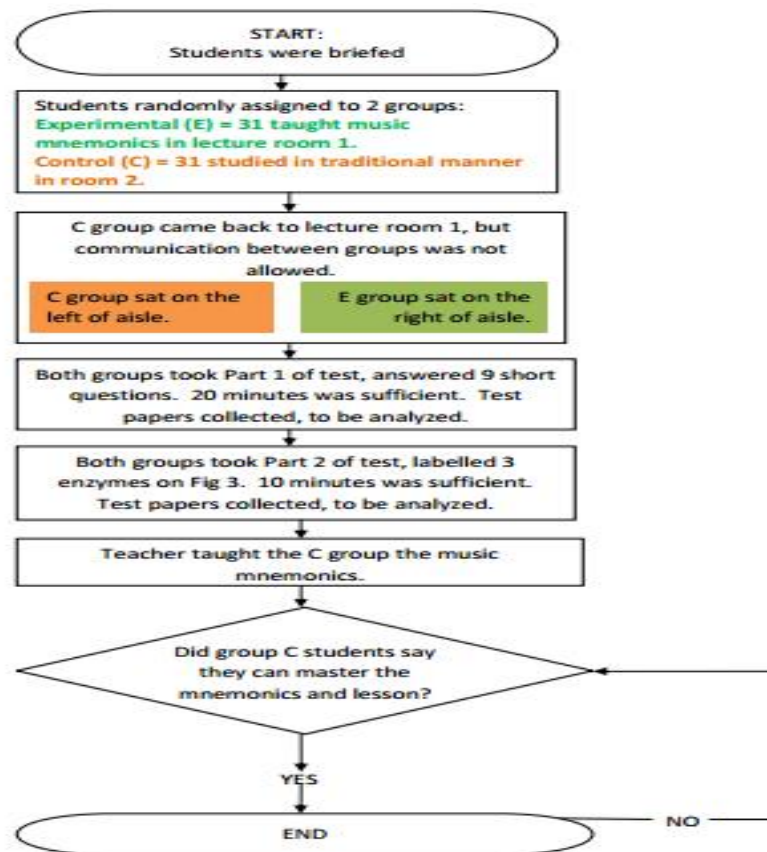 START:
Students were briefed
Students randomly assigned to 2 groups:
Experimental (E) = 31 taught music
mnemonics in lecture room 1.
Control (C) = 31 studied in traditional manner
in room 2.
C group came back to lecture room 1, but
communication between groups was not
allowed.
C group sat on the
left of aisle.
E group sat on the
right of aisle.
Both groups took Part 1 of test, answered 9 short
questions. 20 minutes was sufficient. Test
papers collected, to be analyzed.
Both groups took Part 2 of test, labelled 3
enzymes on Fig 3. 10 minutes was sufficient.
Test papers collected, to be analyzed.
Teacher taught the C group the music
mnemonics.
Did group C students say
they can master the
mnemonics and lesson?
YES
NO
END